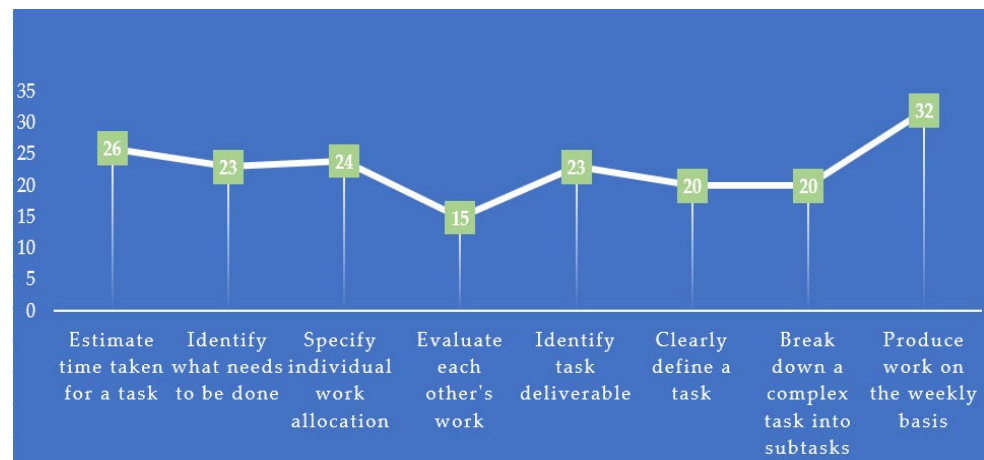 35
30
25
20
15
10
5
0
26
23
24
15
23
20
20
32
Estimate
time taken
for a task
Identify
what needs
to be done
Specify
individual
work
allocation
Evaluate
each
other's
work
Identify
task
deliverable
Clearly
define a
task
Break
down a
complex
task into
subtasks
Produce
work on
the weekly
basis